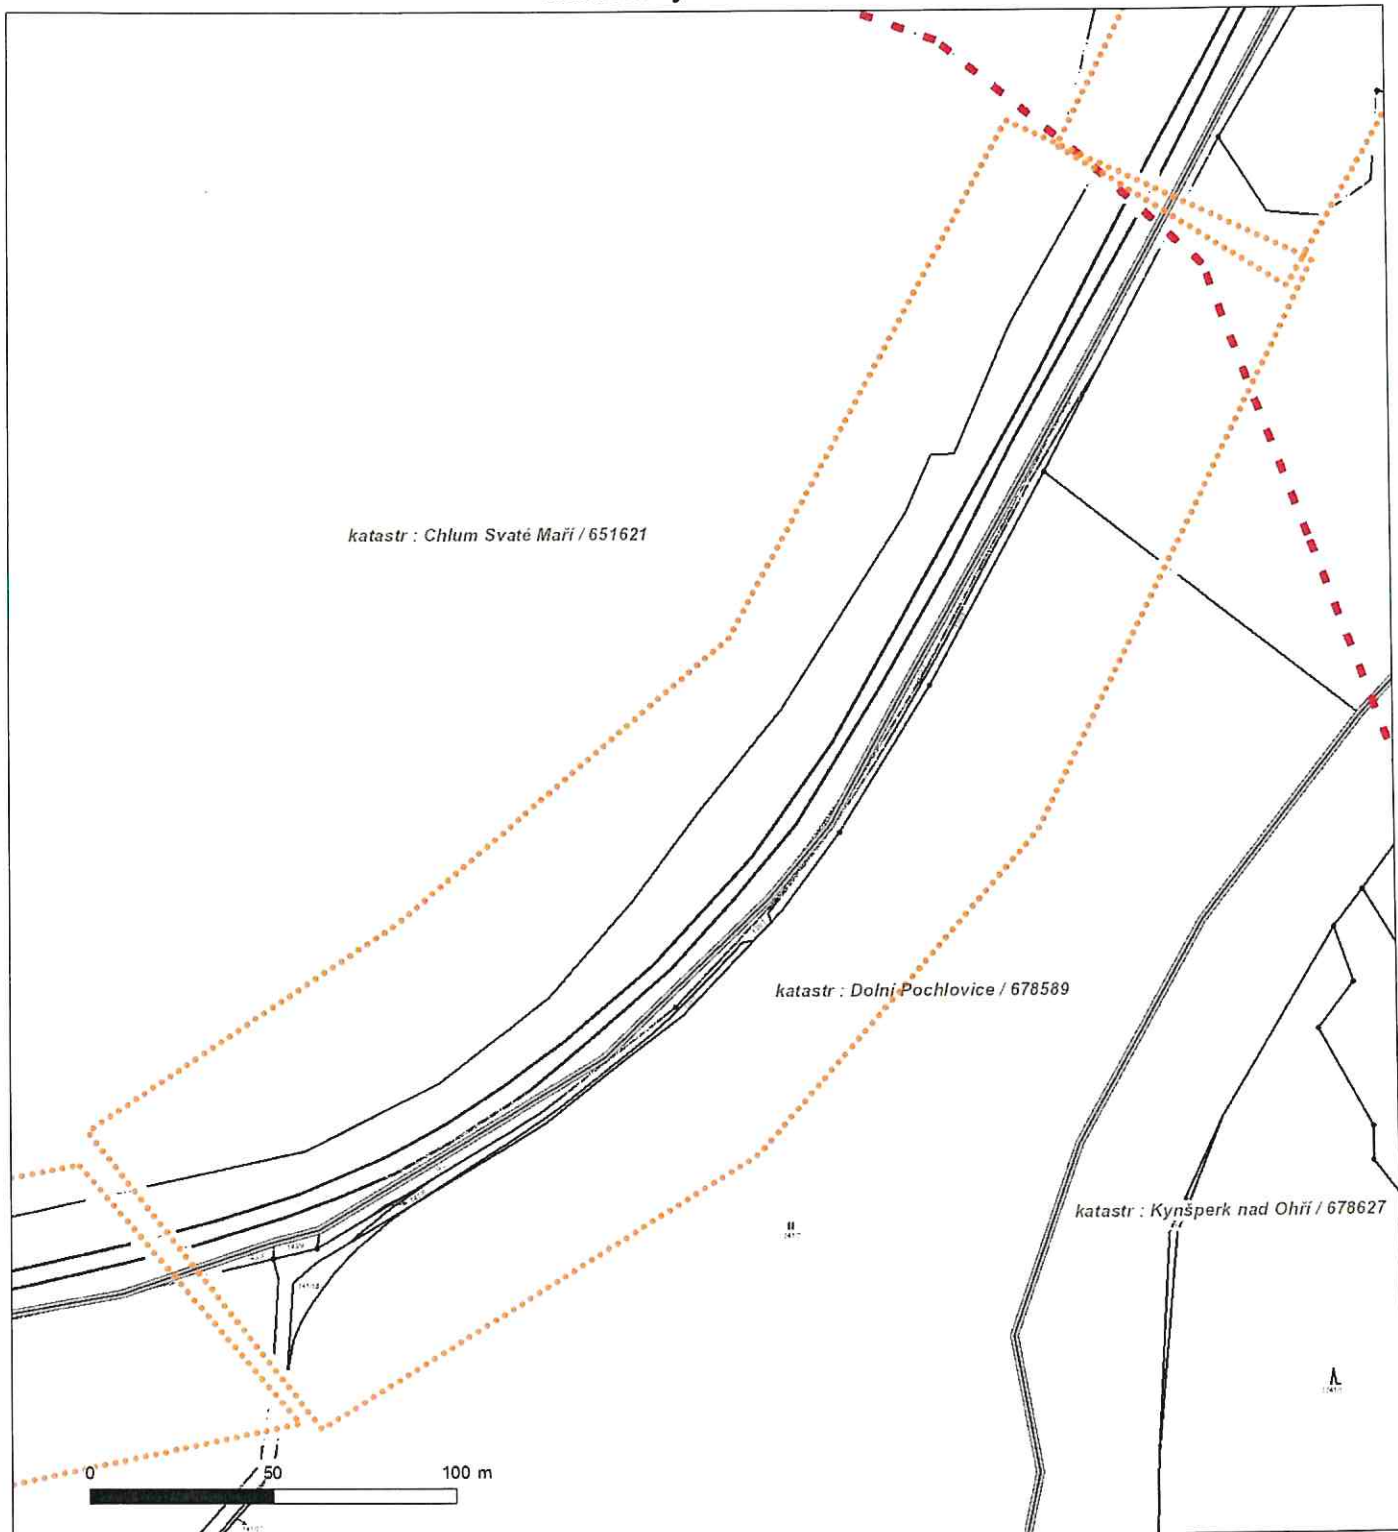 katastr : Chlum Svaté Maří / 651621
katastr : Dolní Pochlovice / 678589
katastr : Kynšperk nad Ohří / 678627
0 50 100 m